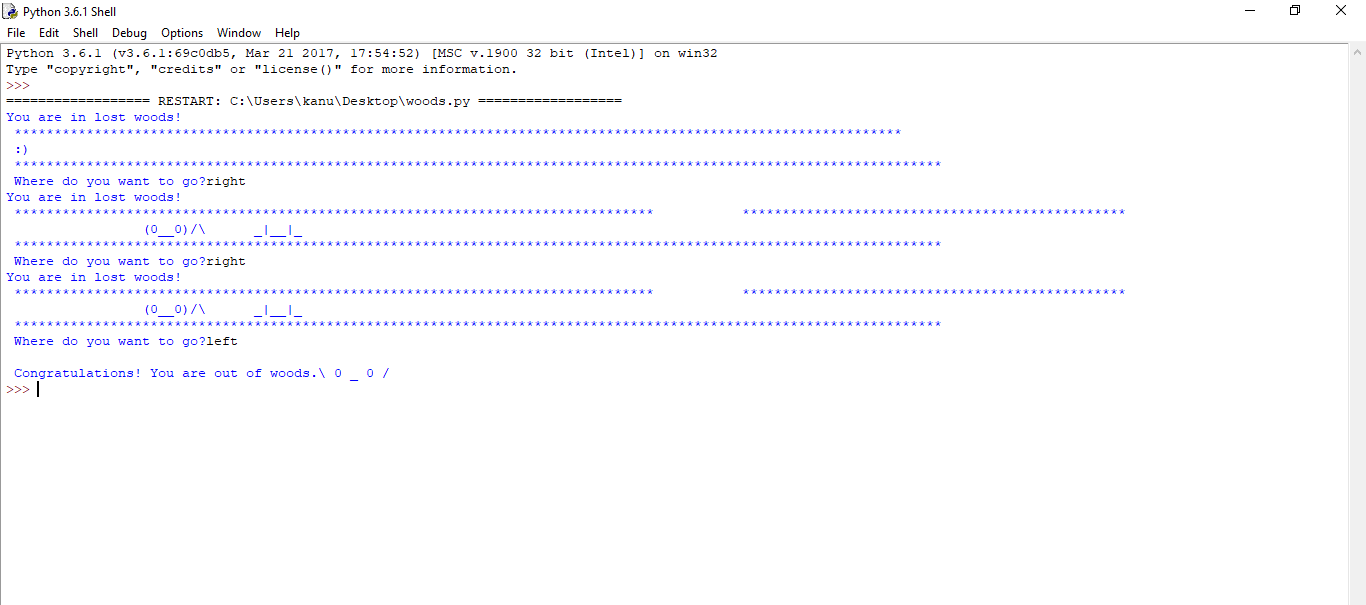 Python 3.6.1 Shell
File Edit Shell Debug Options Window Help
Python 3.6.1 (v3.6.1:69c0db5, Mar 21 2017, 17:54:52) [MSC v.1900 32 bit (Intel)] on win32
Type "copyright", "credits" or "license()" for more information.
>>>
================== RESTART: C:\Users\kanu\Desktop\woods.py ==================
You are in lost woods!
 ***************************************************************************************************************
 :)
 ********************************************************************************************************************
 Where do you want to go?right
You are in lost woods!
 ********************************************************************************           ************************************************
                 (0__0)/\      _|__|_
 ********************************************************************************************************************
 Where do you want to go?right
You are in lost woods!
 ********************************************************************************           ************************************************
                 (0__0)/\      _|__|_
 ********************************************************************************************************************
 Where do you want to go?left
 Congratulations! You are out of woods.\ 0 _ 0 /
>>>